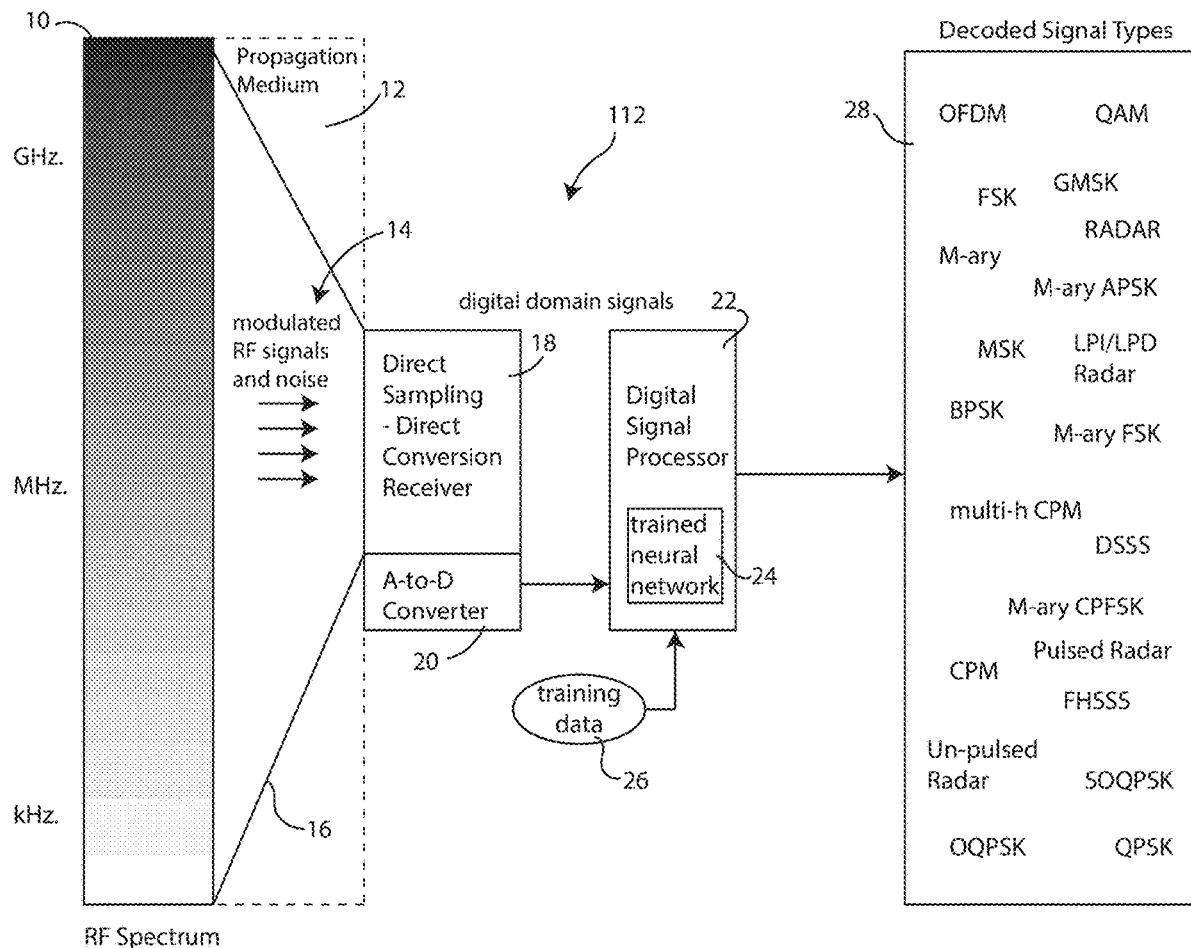 10
Propagation
Medium
12
GHz.
112
14
modulated
RF signals
and noise
digital domain signals
Direct
Sampling
- Direct
Conversion
Receiver
18
22
Digital
Signal
Processor
MHz.
trained
neural
network
24
A-to-D
Converter
20
training
data
26
kHz.
16
RF Spectrum
Decoded Signal Types
28
OFDM
QAM
FSK
GMSK
RADAR
M-ary
M-ary APSK
MSK
LPI/LPD
Radar
BPSK
M-ary FSK
multi-h CPM
DSSS
M-ary CPFSK
Pulsed Radar
CPM
FHSSS
Un-pulsed
Radar
SOQPSK
OQPSK
QPSK